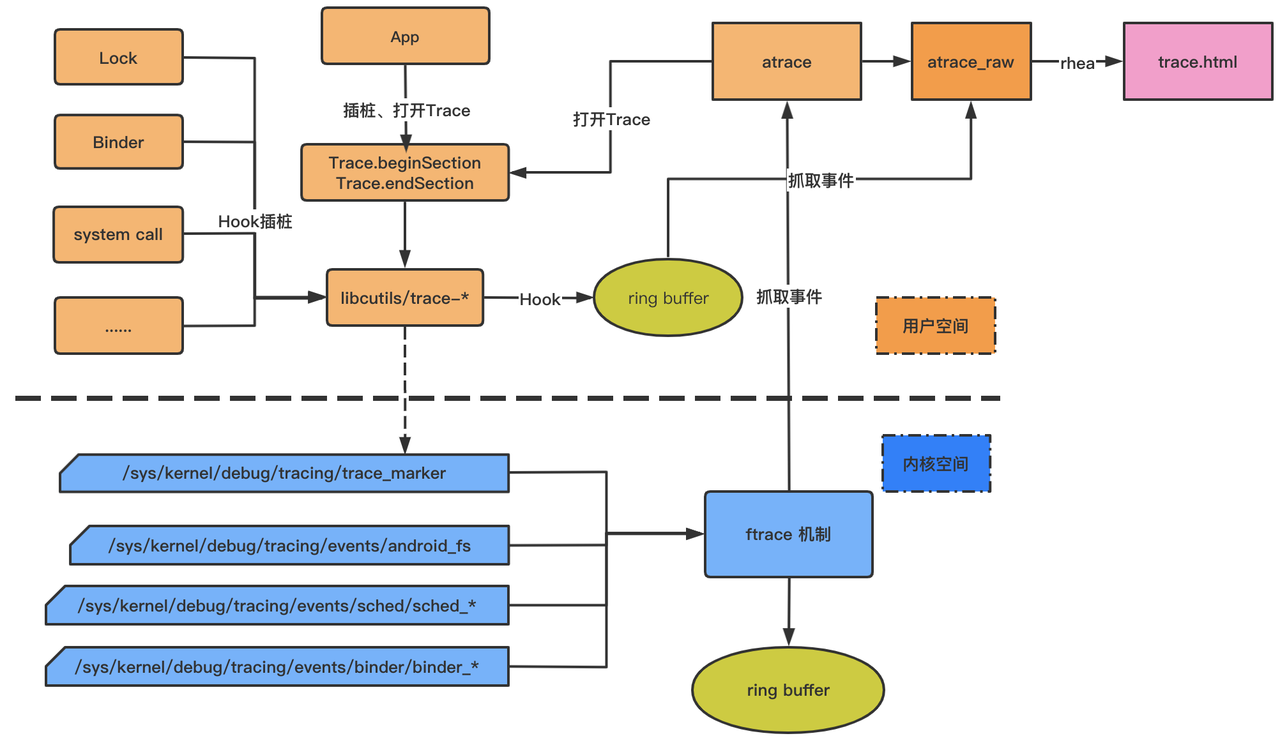 Lock
App
atrace
atrace_raw
rhea
trace.html
插桩、打开Trace
打开Trace
Binder
Trace.beginSection
Trace.endSection
抓取事件
system call
Hook插桩
libcutils/trace-*
Hook
ring buffer
抓取事件
......
用户空间
内核空间
/sys/kernel/debug/tracing/trace_marker
/sys/kernel/debug/tracing/events/android_fs
ftrace 机制
/sys/kernel/debug/tracing/events/sched/sched_*
/sys/kernel/debug/tracing/events/binder/binder_*
ring buffer